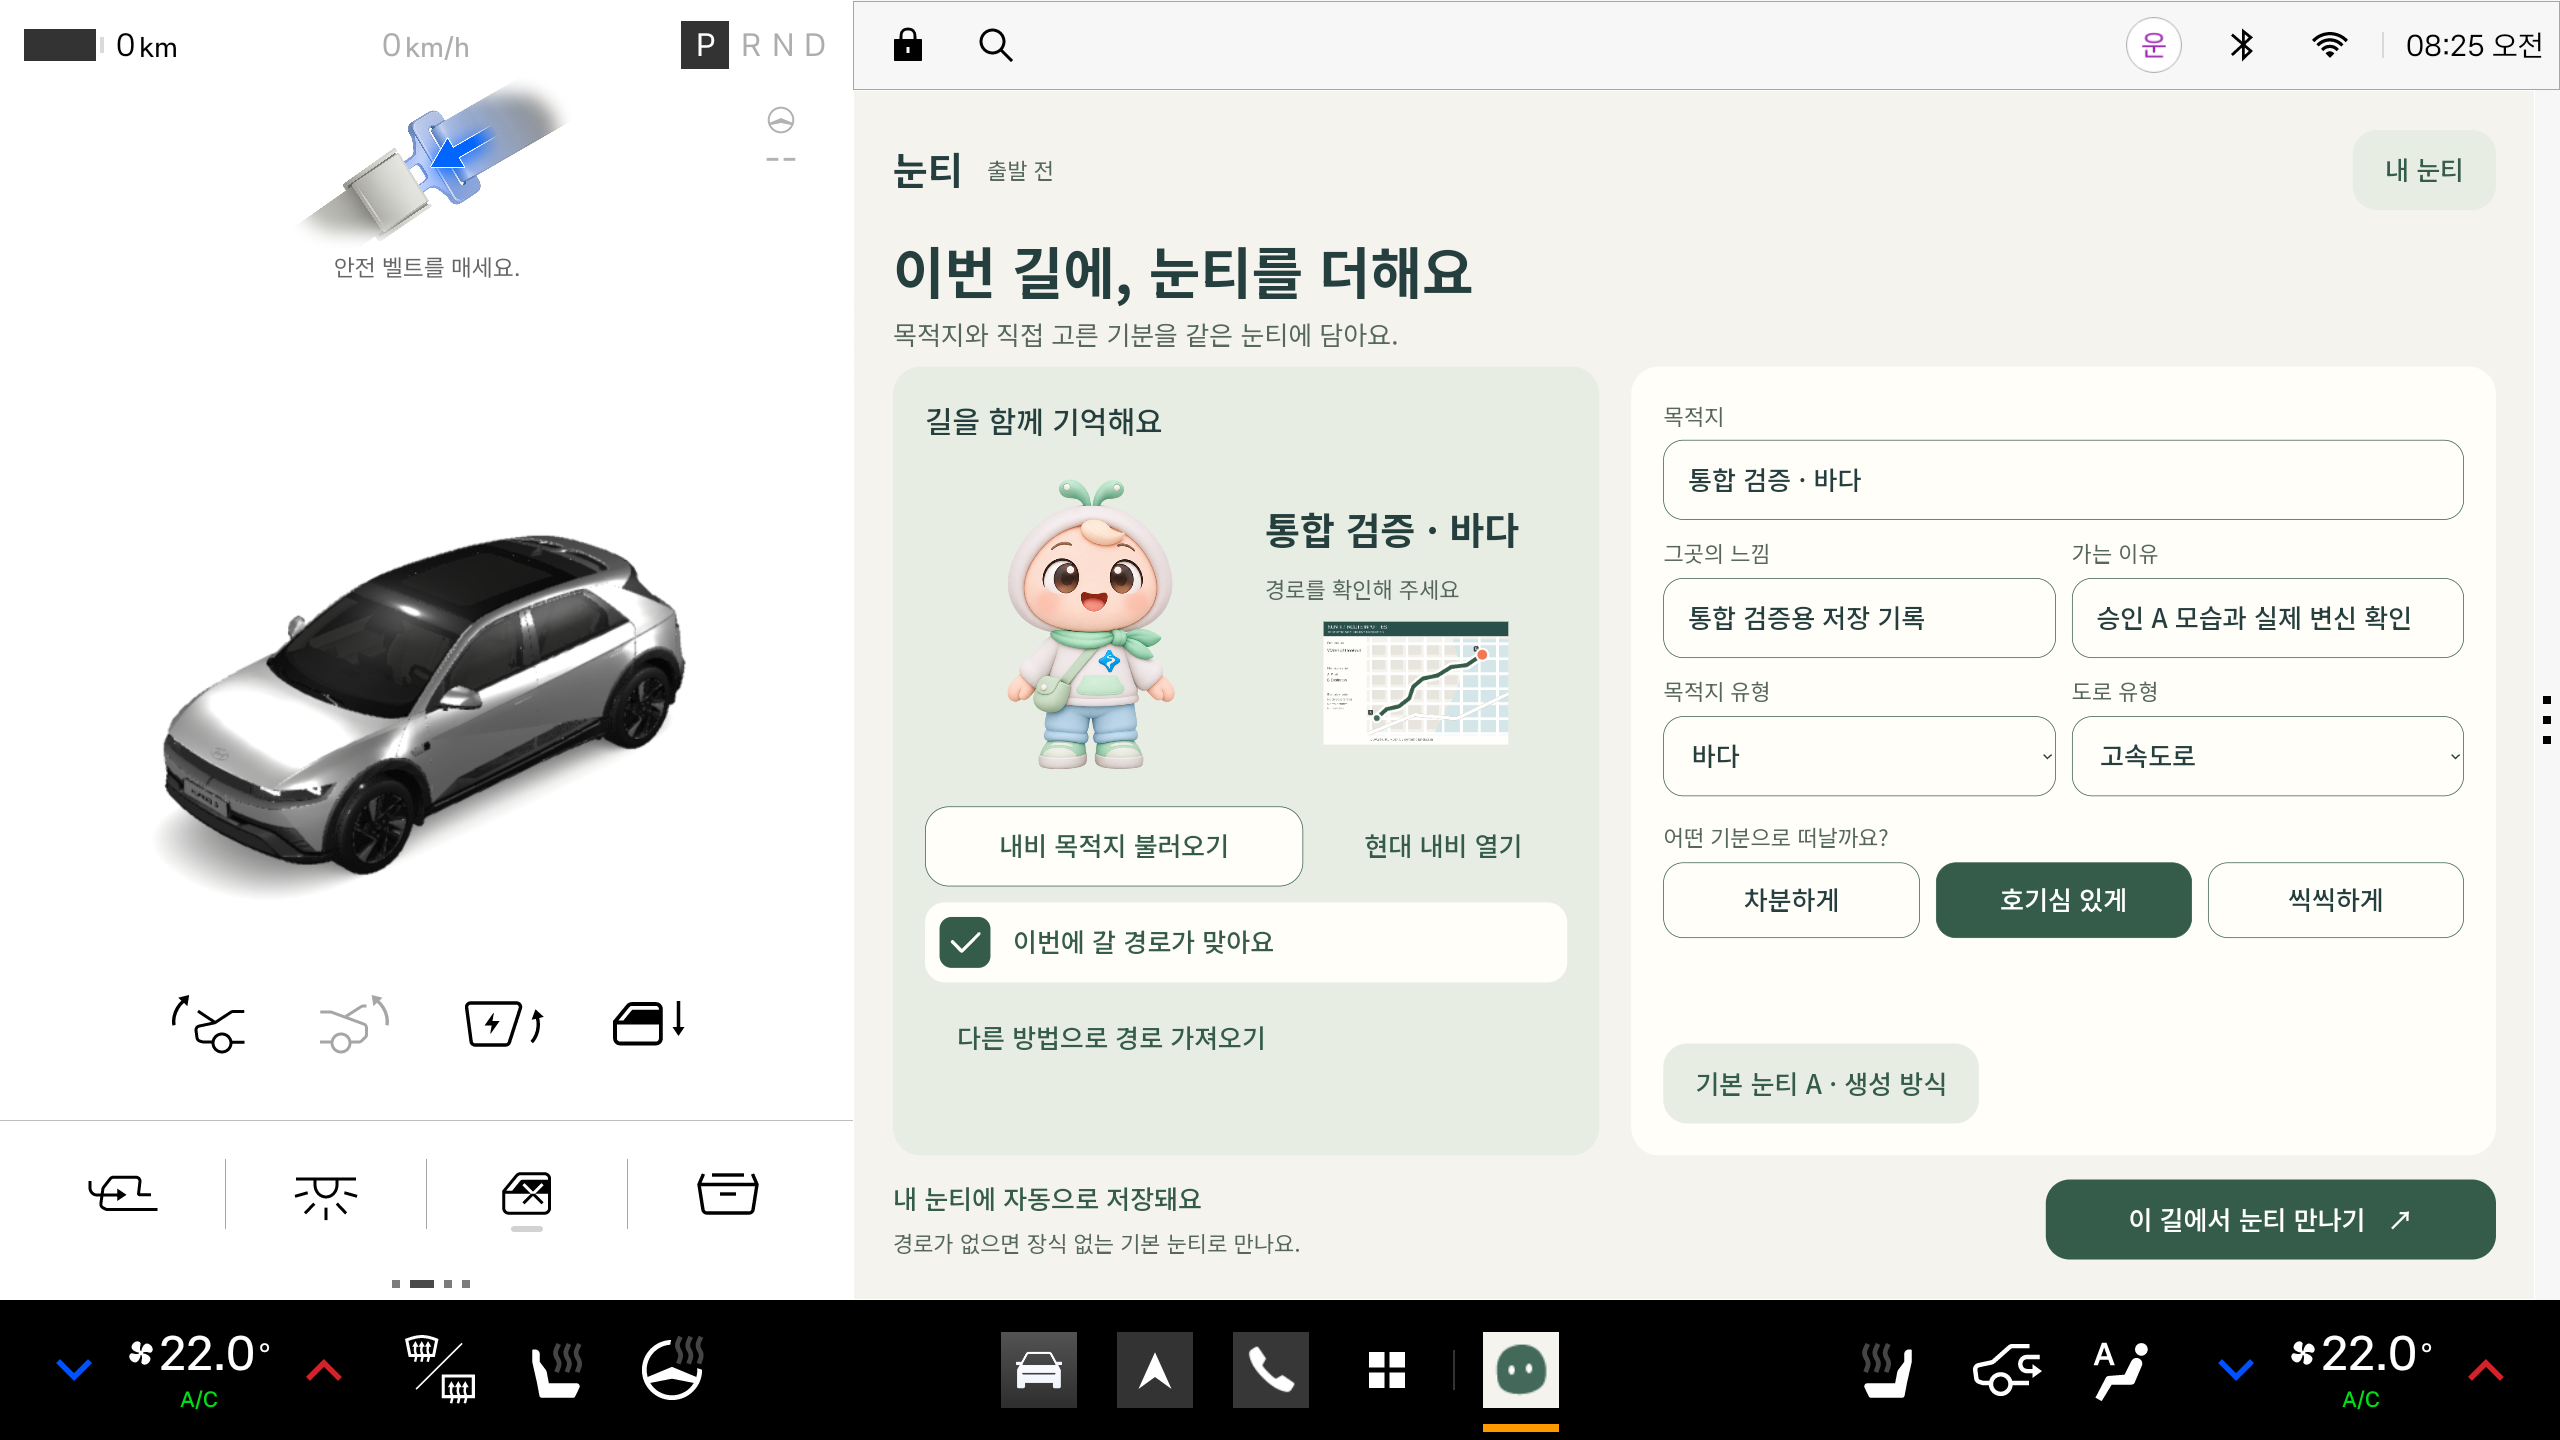 0 km
0 km/h
P R N D
운
08:25 오전
안전 벨트를 매세요.
눈티
출발 전
내 눈티
이번 길에, 눈티를 더해요
목적지와 직접 고른 기분을 같은 눈티에 담아요.
길을 함께 기억해요
통합 검증 · 바다
경로를 확인해 주세요
내비 목적지 불러오기
현대 내비 열기
이번에 갈 경로가 맞아요
다른 방법으로 경로 가져오기
목적지
통합 검증 · 바다
그곳의 느낌
가는 이유
통합 검증용 저장 기록
승인 A 모습과 실제 변신 확인
목적지 유형
도로 유형
바다
고속도로
어떤 기분으로 떠날까요?
차분하게
호기심 있게
씩씩하게
기본 눈티 A · 생성 방식
내 눈티에 자동으로 저장돼요
경로가 없으면 장식 없는 기본 눈티로 만나요.
이 길에서 눈티 만나기 ↗
22.0°
A/C
A
22.0°
A/C